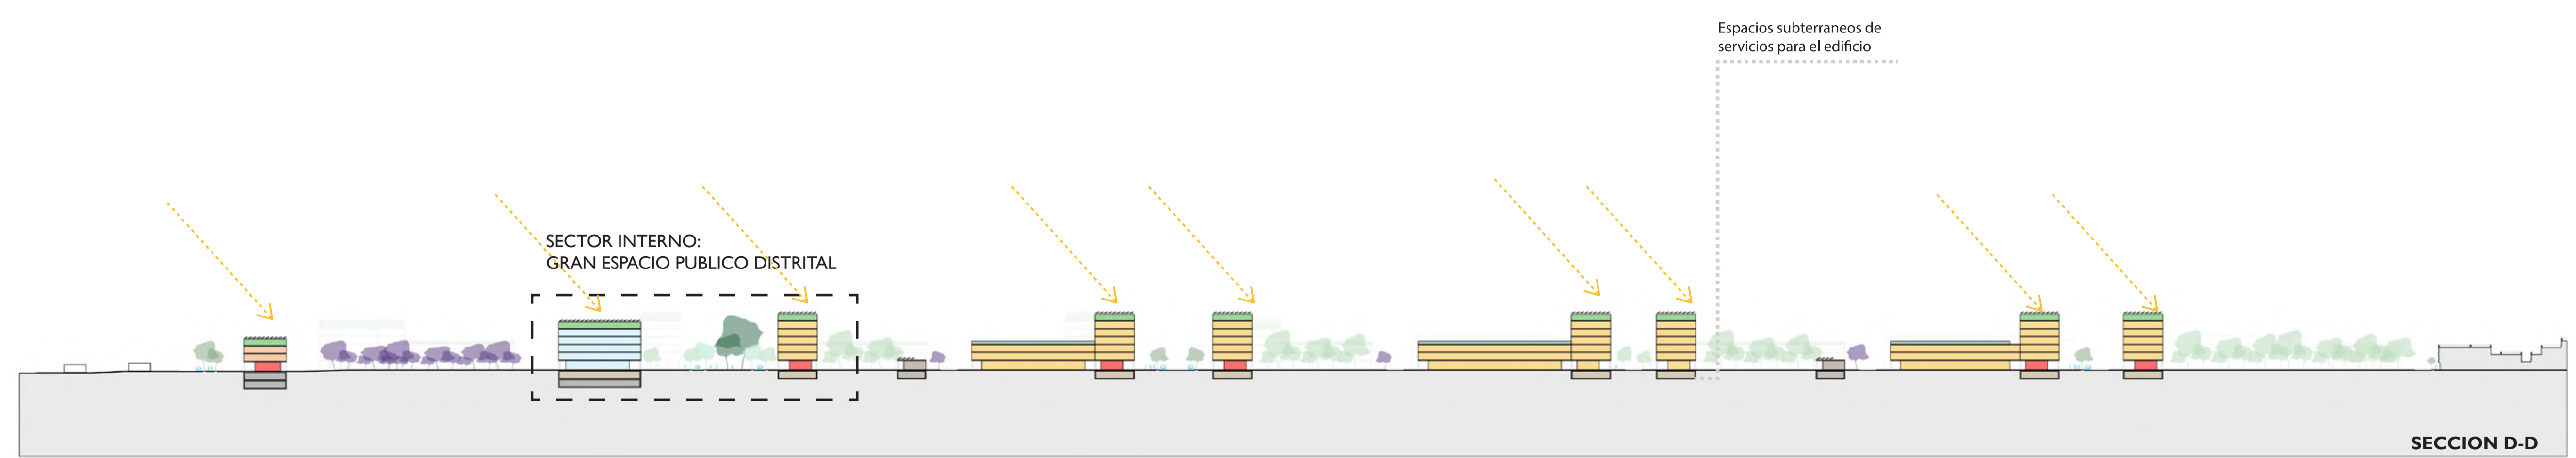 Espacios subterraneos de
servicios para el edificio
SECTOR INTERNO:
GRAN ESPACIO PUBLICO DISTRITAL
SECCION D-D